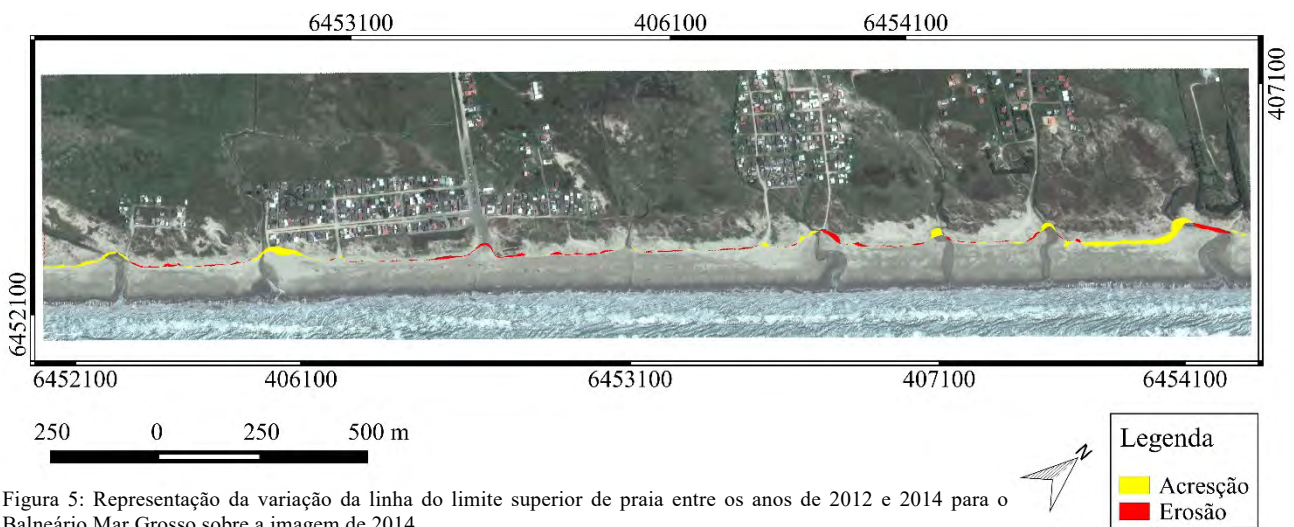 6453100 406100 6454100
407100
6452100
6452100 406100 6453100 407100 6454100
250 0 250 500 m
N
Legenda
Acresção
Erosão
Figura 5: Representação da variação da linha do limite superior de praia entre os anos de 2012 e 2014 para o
Balneário Mar Grosso sobre a imagem de 2014